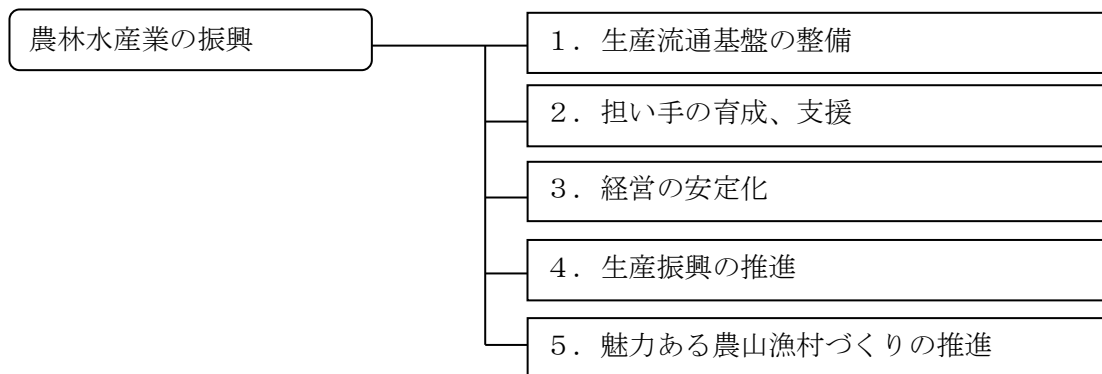 農林水産業の振興
１．生産流通基盤の整備
２．担い手の育成、支援
３．経営の安定化
４．生産振興の推進
５．魅力ある農山漁村づくりの推進